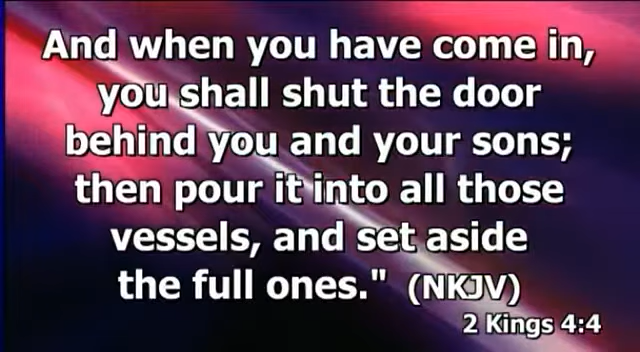 And when you have come in,
you shall shut the door
behind you and your sons;
then pour it into all those
vessels, and set aside
the full ones." (NKJV)
2 Kings 4:4